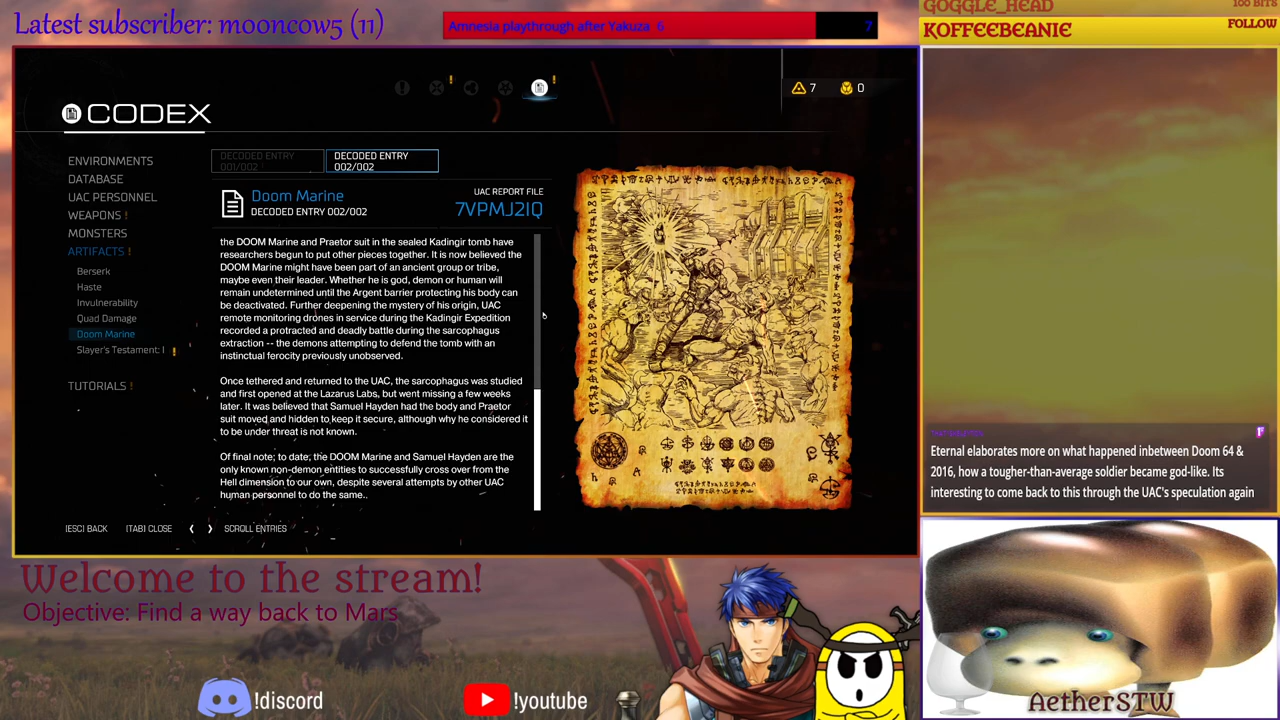 Latest subscriber: mooncow5 (11)
Amnesia playthrough after Yakuza 6
7
GOGGLE_HEAD
100 BITS
KOFFEEBEANIE
FOLLOW
7
0
CODEX
ENVIRONMENTS
DATABASE
UAC PERSONNEL
WEAPONS !
MONSTERS
ARTIFACTS !
Berserk
Haste
Invulnerability
Quad Damage
Doom Marine
Slayer's Testament: I !
TUTORIALS !
DECODED ENTRY
001/002
DECODED ENTRY
002/002
Doom Marine
DECODED ENTRY 002/002
UAC REPORT FILE
7VPMJ2IQ
the DOOM Marine and Praetor suit in the sealed Kadingir tomb have
researchers begun to put other pieces together. It is now believed the
DOOM Marine might have been part of an ancient group or tribe,
maybe even their leader. Whether he is god, demon or human will
remain undetermined until the Argent barrier protecting his body can
be deactivated. Further deepening the mystery of his origin, UAC
remote monitoring drones in service during the Kadingir Expedition
recorded a protracted and deadly battle during the sarcophagus
extraction -- the demons attempting to defend the tomb with an
instinctual ferocity previously unobserved.
Once tethered and returned to the UAC, the sarcophagus was studied
and first opened at the Lazarus Labs, but went missing a few weeks
later. It was believed that Samuel Hayden had the body and Praetor
suit moved and hidden to keep it secure, although why he considered it
to be under threat is not known.
Of final note; to date; the DOOM Marine and Samuel Hayden are the
only known non-demon entities to successfully cross over from the
Hell dimension to our own, despite several attempts by other UAC
human personnel to do the same..
[ESC] BACK
[TAB] CLOSE
SCROLL ENTRIES
Eternal elaborates more on what happened inbetween Doom 64 &
2016, how a tougher-than-average soldier became god-like. Its
interesting to come back to this through the UAC's speculation again
Welcome to the stream!
Objective: Find a way back to Mars
!discord
!youtube
AetherSTW